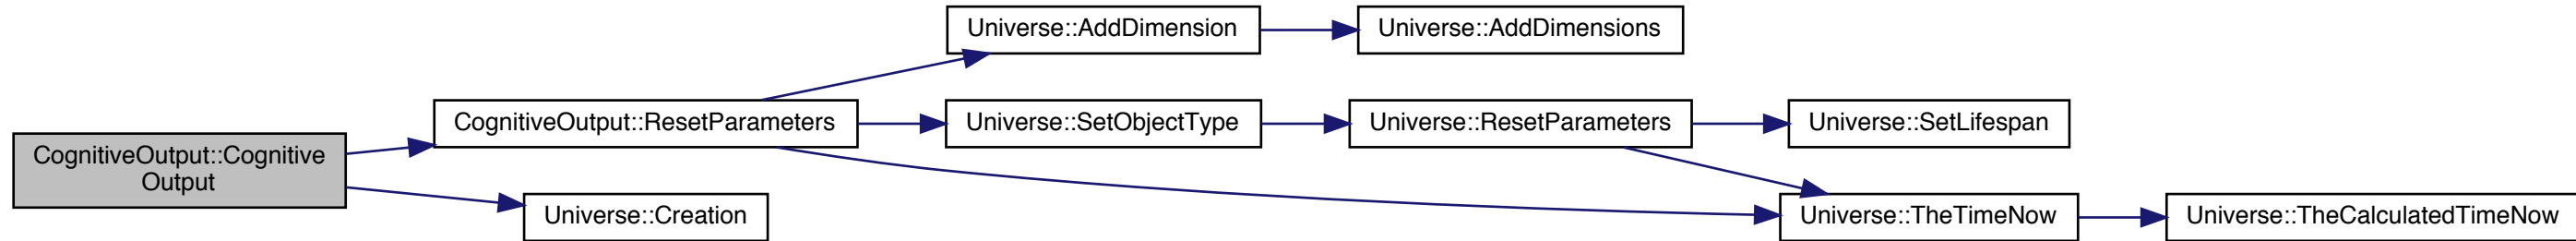 Universe::AddDimension
Universe::AddDimensions
CognitiveOutput::ResetParameters
Universe::SetObjectType
Universe::ResetParameters
Universe::SetLifespan
CognitiveOutput::Cognitive
Output
Universe::Creation
Universe::TheTimeNow
Universe::TheCalculatedTimeNow